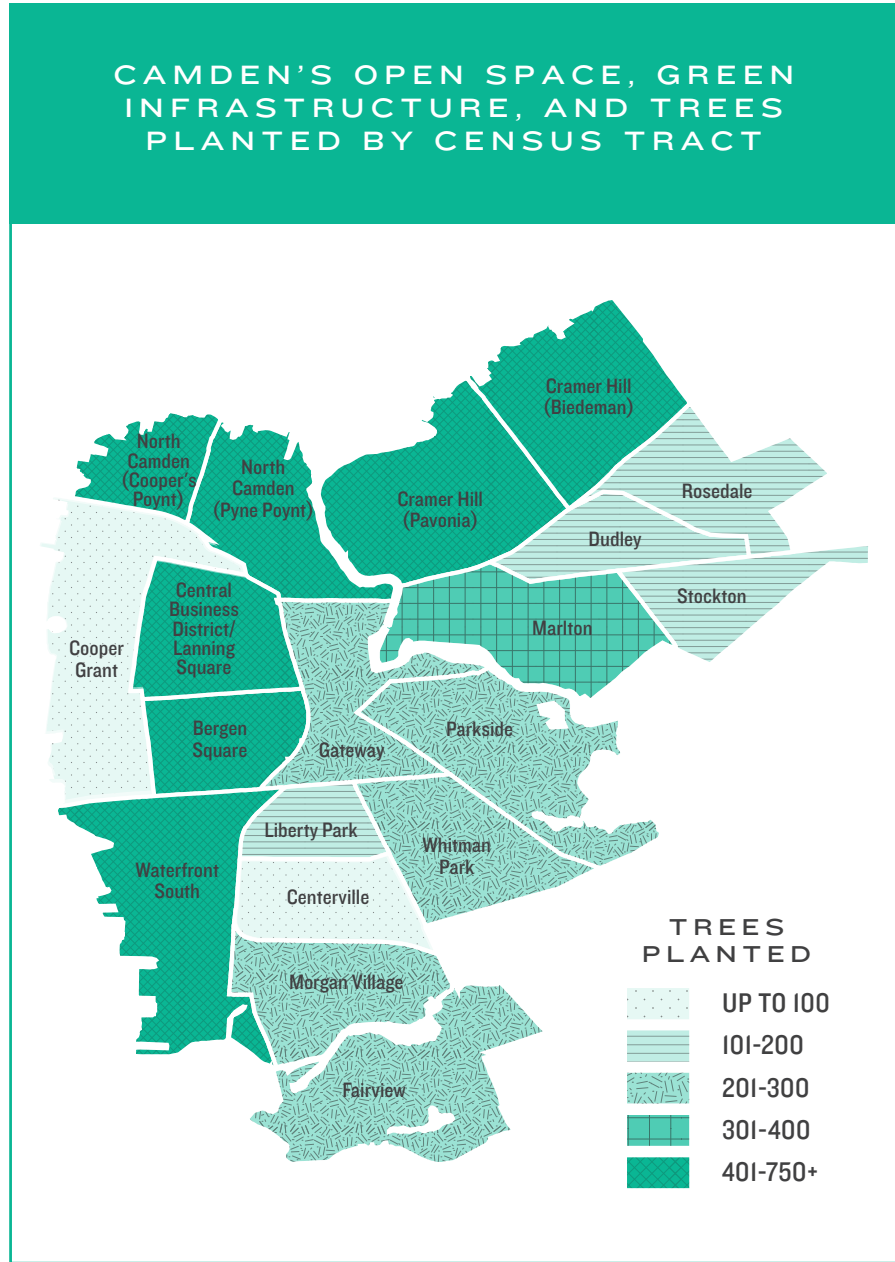 CAMDEN'S OPEN SPACE, GREEN
INFRASTRUCTURE, AND TREES
PLANTED BY CENSUS TRACT
Cramer Hill
(Biedeman)
North
Camden
(Cooper's
Poynt)
North
Camden
(Pyne Poynt)
Cramer Hill
(Pavonia)
Rosedale
Dudley
Central
Business
District/
Lanning
Square
Stockton
Marlton
Cooper
Grant
Bergen
Square
Gateway
Parkside
Liberty Park
Whitman
Park
Waterfront
South
Centerville
Morgan Village
Fairview
TREES
PLANTED
UP TO 100
101-200
201-300
301-400
401-750+